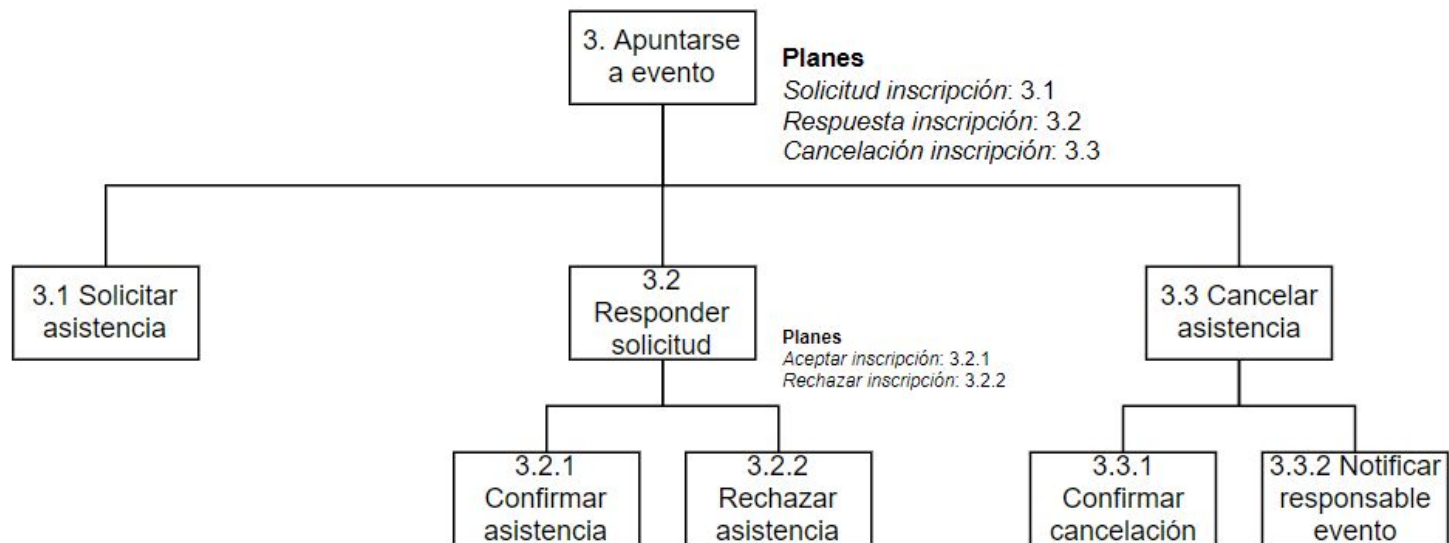 3. Apuntarse
a evento
Planes
Solicitud inscripción: 3.1
Respuesta inscripción: 3.2
Cancelación inscripción: 3.3
3.1 Solicitar
asistencia
3.2
Responder
solicitud
Planes
Aceptar inscripción: 3.2.1
Rechazar inscripción: 3.2.2
3.3 Cancelar
asistencia
3.2.1
Confirmar
asistencia
3.2.2
Rechazar
asistencia
3.3.1
Confirmar
cancelación
3.3.2 Notificar
responsable
evento